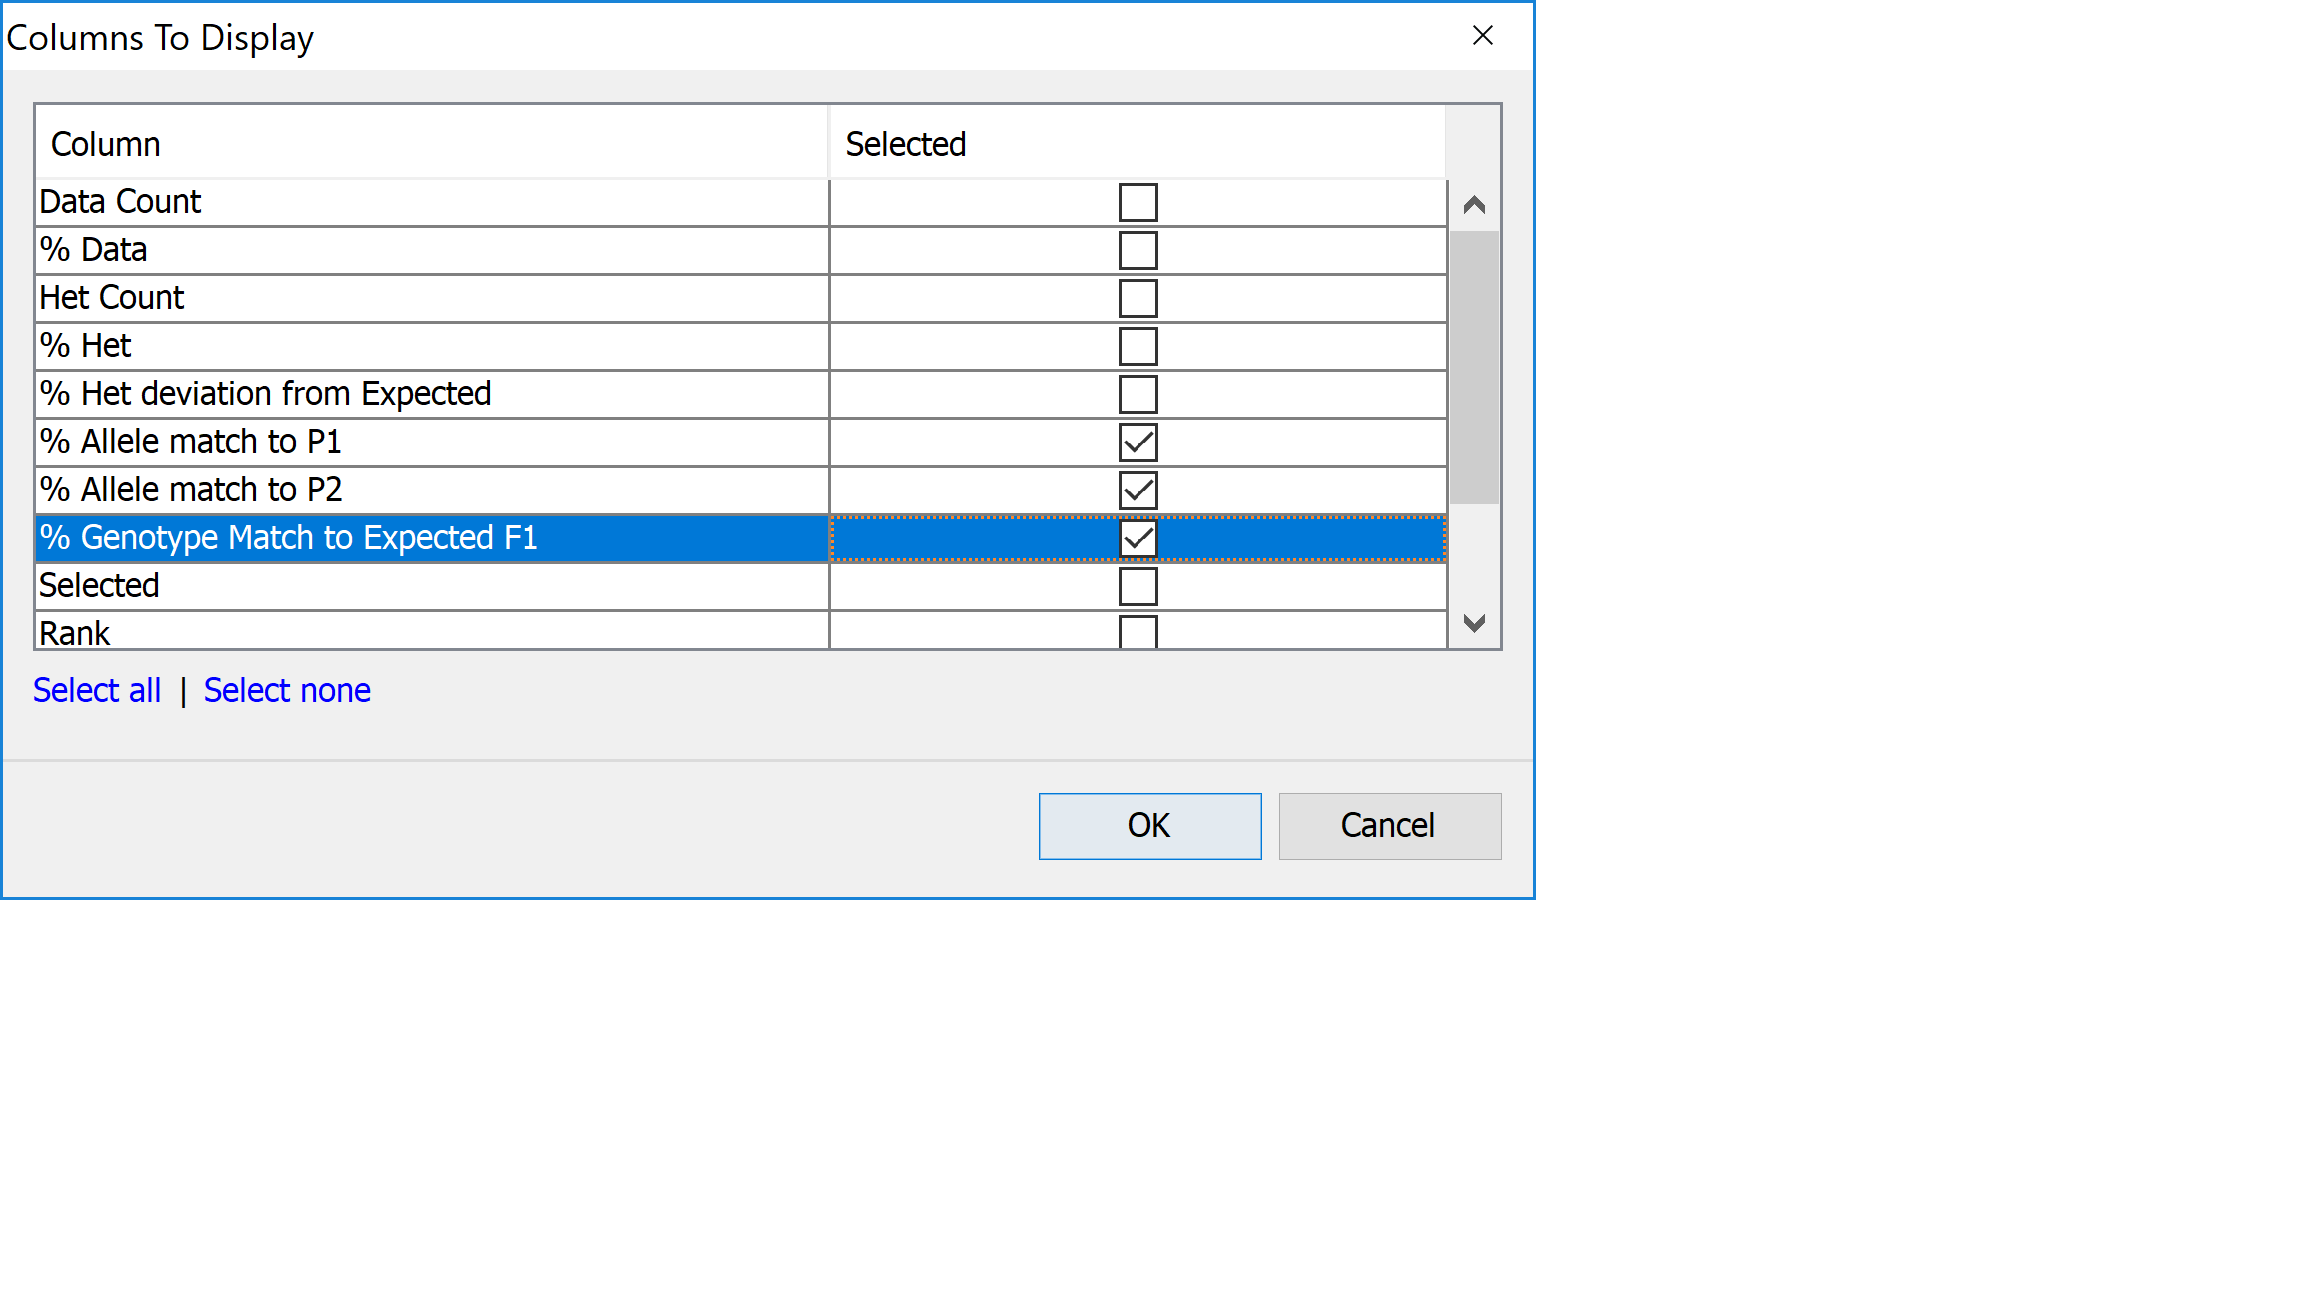 Columns To Display
Column Selected
Data Count
% Data
Het Count
% Het
% Het deviation from Expected
% Allele match to P1
% Allele match to P2
% Genotype Match to Expected F1
Selected
Rank
Select all | Select none
OK Cancel